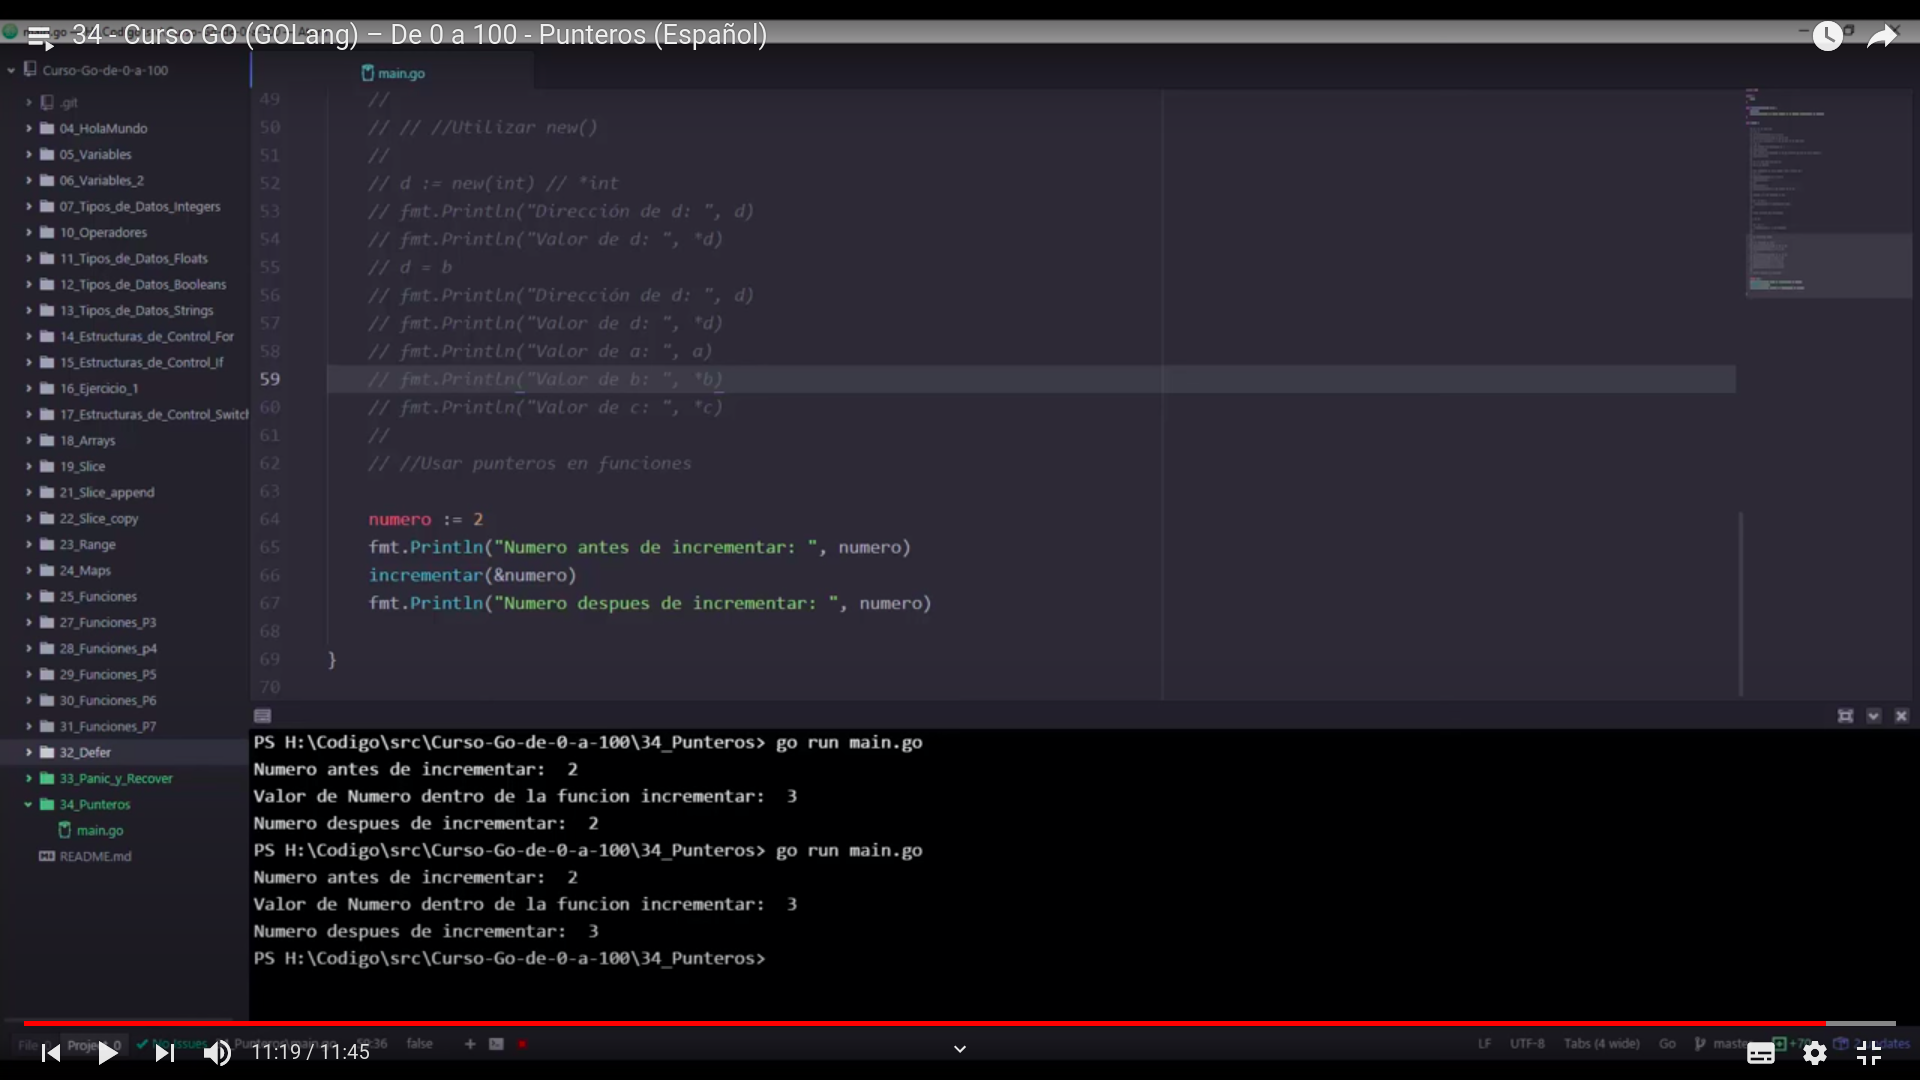 34 - Curso GO (GOLang) – De 0 a 100 - Punteros (Español)
Curso-Go-de-0-a-100
.git
04_HolaMundo
05_Variables
06_Variables_2
07_Tipos_de_Datos_Integers
10_Operadores
11_Tipos_de_Datos_Floats
12_Tipos_de_Datos_Booleans
13_Tipos_de_Datos_Strings
14_Estructuras_de_Control_For
15_Estructuras_de_Control_If
16_Ejercicio_1
17_Estructuras_de_Control_Switch
18_Arrays
19_Slice
21_Slice_append
22_Slice_copy
23_Range
24_Maps
25_Funciones
27_Funciones_P3
28_Funciones_p4
29_Funciones_P5
30_Funciones_P6
31_Funciones_P7
32_Defer
33_Panic_y_Recover
34_Punteros
main.go
README.md
main.go
49 //
50 // // //Utilizar new()
51 //
52 // d := new(int) // *int
53 // fmt.Println("Dirección de d: ", d)
54 // fmt.Println("Valor de d: ", *d)
55 // d = b
56 // fmt.Println("Dirección de d: ", d)
57 // fmt.Println("Valor de d: ", *d)
58 // fmt.Println("Valor de a: ", a)
59 // fmt.Println("Valor de b: ", *b)
60 // fmt.Println("Valor de c: ", *c)
61 //
62 // //Usar punteros en funciones
63
64 numero := 2
65 fmt.Println("Numero antes de incrementar: ", numero)
66 incrementar(&numero)
67 fmt.Println("Numero despues de incrementar: ", numero)
68
69 }
70
PS H:\Codigo\src\Curso-Go-de-0-a-100\34_Punteros> go run main.go
Numero antes de incrementar:  2
Valor de Numero dentro de la funcion incrementar:  3
Numero despues de incrementar:  2
PS H:\Codigo\src\Curso-Go-de-0-a-100\34_Punteros> go run main.go
Numero antes de incrementar:  2
Valor de Numero dentro de la funcion incrementar:  3
Numero despues de incrementar:  3
PS H:\Codigo\src\Curso-Go-de-0-a-100\34_Punteros>
File 0 Project 0 No Issues 59:36 false + LF UTF-8 Tabs (4 wide) Go
11:19 / 11:45